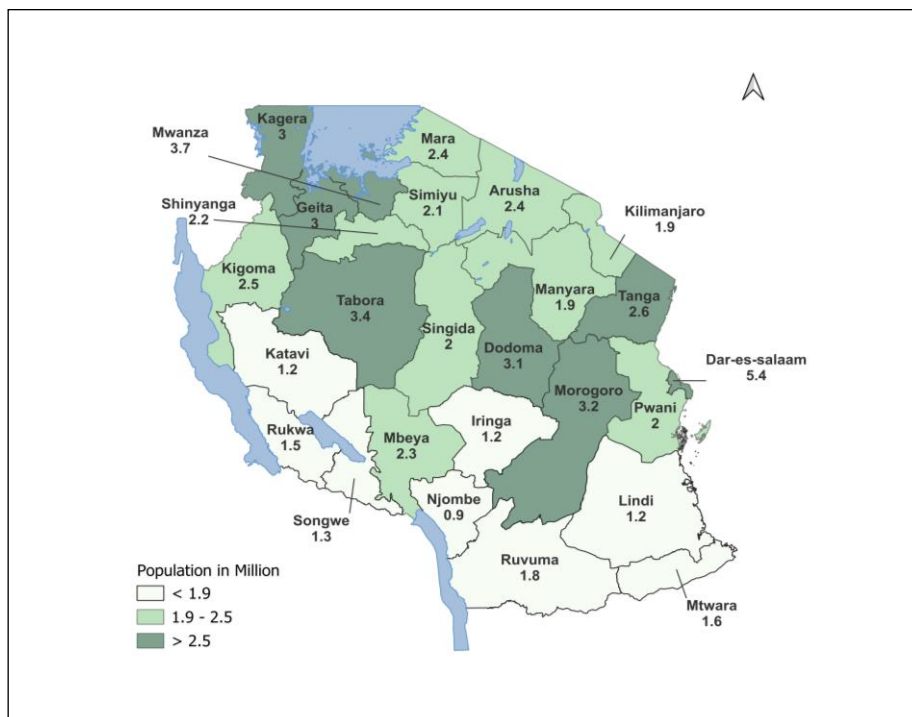 Kagera
3
Mwanza
3.7
Mara
2.4
Shinyanga
2.2
Geita
3
Simiyu
2.1
Arusha
2.4
Kilimanjaro
1.9
Kigoma
2.5
Tabora
3.4
Singida
2
Dodoma
3.1
Manyara
1.9
Tanga
2.6
Katavi
1.2
Dar-es-salaam
5.4
Morogoro
3.2
Pwani
2
Rukwa
1.5
Mbeya
2.3
Iringa
1.2
Songwe
1.3
Njombe
0.9
Lindi
1.2
Ruvuma
1.8
Mtwara
1.6
Population in Million
< 1.9
1.9 - 2.5
> 2.5